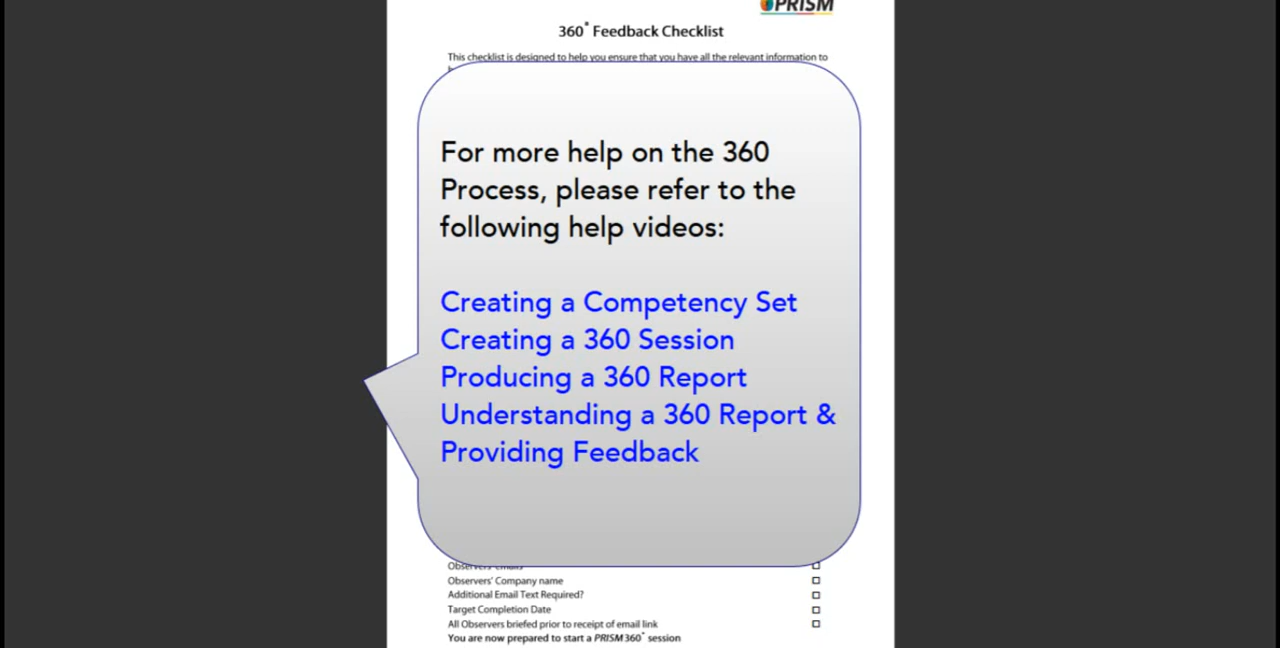 PRISM
360° Feedback Checklist
This checklist is designed to help you ensure that you have all the relevant information to
For more help on the 360
Process, please refer to the
following help videos:
Creating a Competency Set
Creating a 360 Session
Producing a 360 Report
Understanding a 360 Report &
Providing Feedback
Observers' emails
Observers' Company name
Additional Email Text Required?
Target Completion Date
All Observers briefed prior to receipt of email link
You are now prepared to start a PRISM 360° session